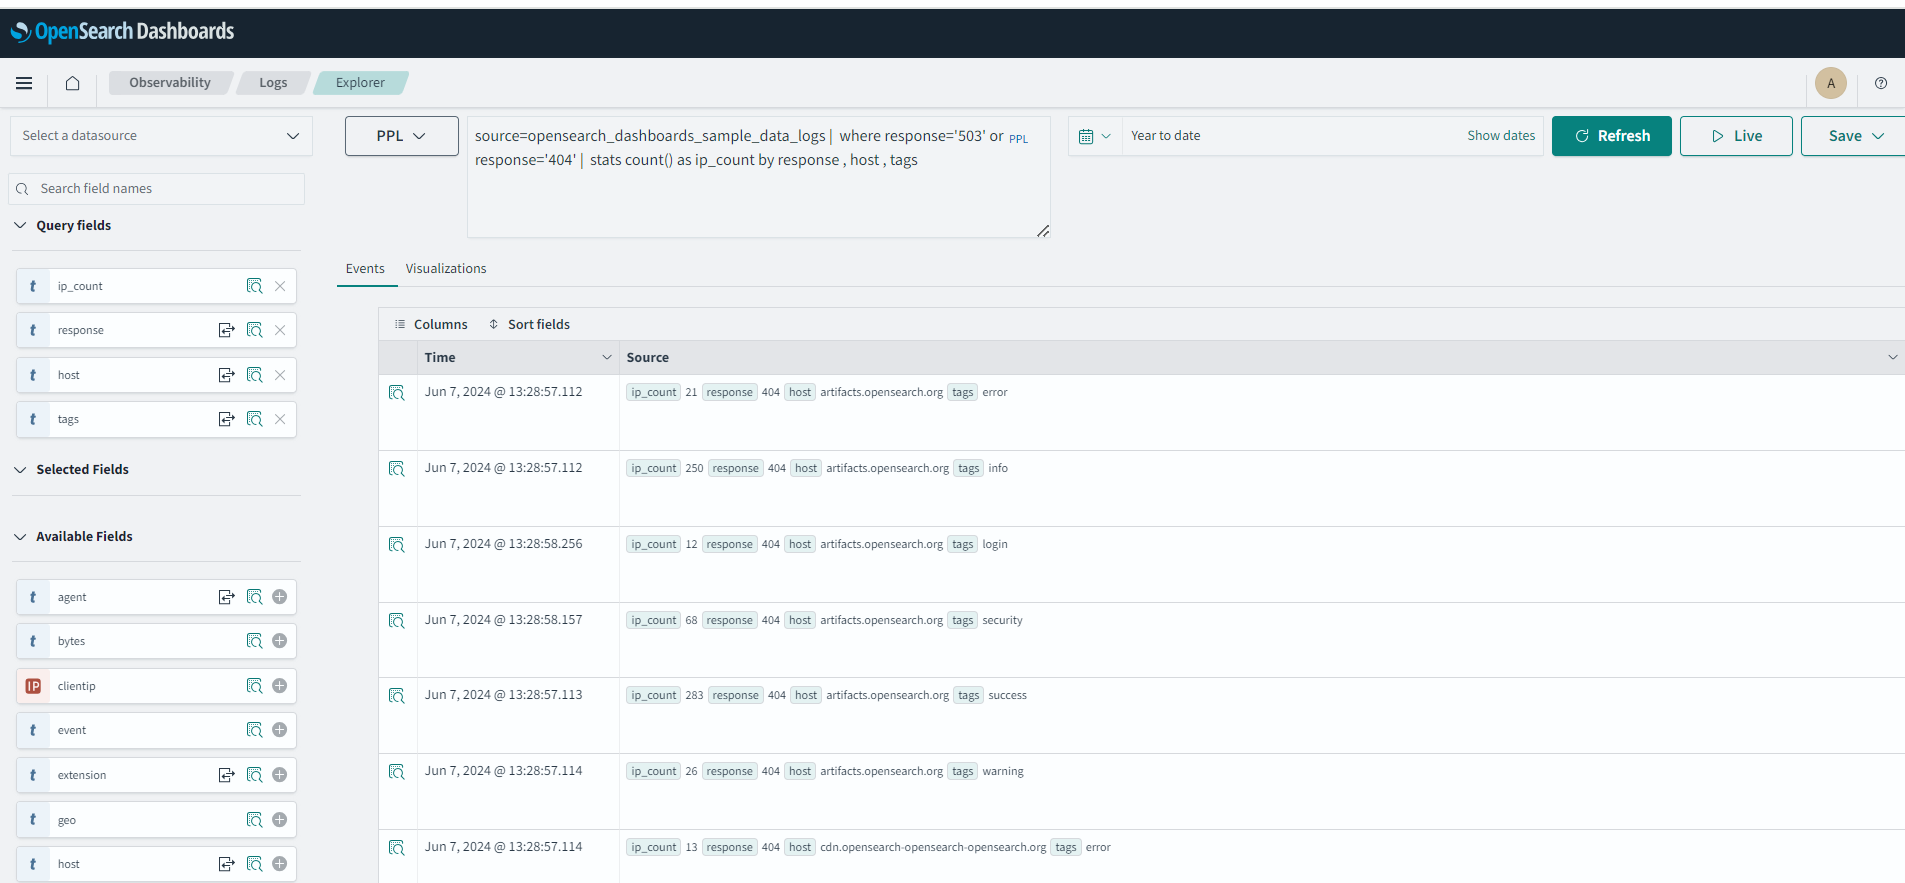 OpenSearch Dashboards
Observability Logs Explorer A
Select a datasource
PPL
source=opensearch_dashboards_sample_data_logs | where response='503' or
response='404' | stats count() as ip_count by response , host , tags
PPL
Year to date Show dates Refresh Live Save
Search field names
Query fields
t ip_count
t response
t host
t tags
Selected Fields
Available Fields
t agent
t bytes
IP clientip
t event
t extension
t geo
t host
Events Visualizations
Columns Sort fields
Time Source
Jun 7, 2024 @ 13:28:57.112 ip_count 21 response 404 host artifacts.opensearch.org tags error
Jun 7, 2024 @ 13:28:57.112 ip_count 250 response 404 host artifacts.opensearch.org tags info
Jun 7, 2024 @ 13:28:58.256 ip_count 12 response 404 host artifacts.opensearch.org tags login
Jun 7, 2024 @ 13:28:58.157 ip_count 68 response 404 host artifacts.opensearch.org tags security
Jun 7, 2024 @ 13:28:57.113 ip_count 283 response 404 host artifacts.opensearch.org tags success
Jun 7, 2024 @ 13:28:57.114 ip_count 26 response 404 host artifacts.opensearch.org tags warning
Jun 7, 2024 @ 13:28:57.114 ip_count 13 response 404 host cdn.opensearch-opensearch-opensearch.org tags error